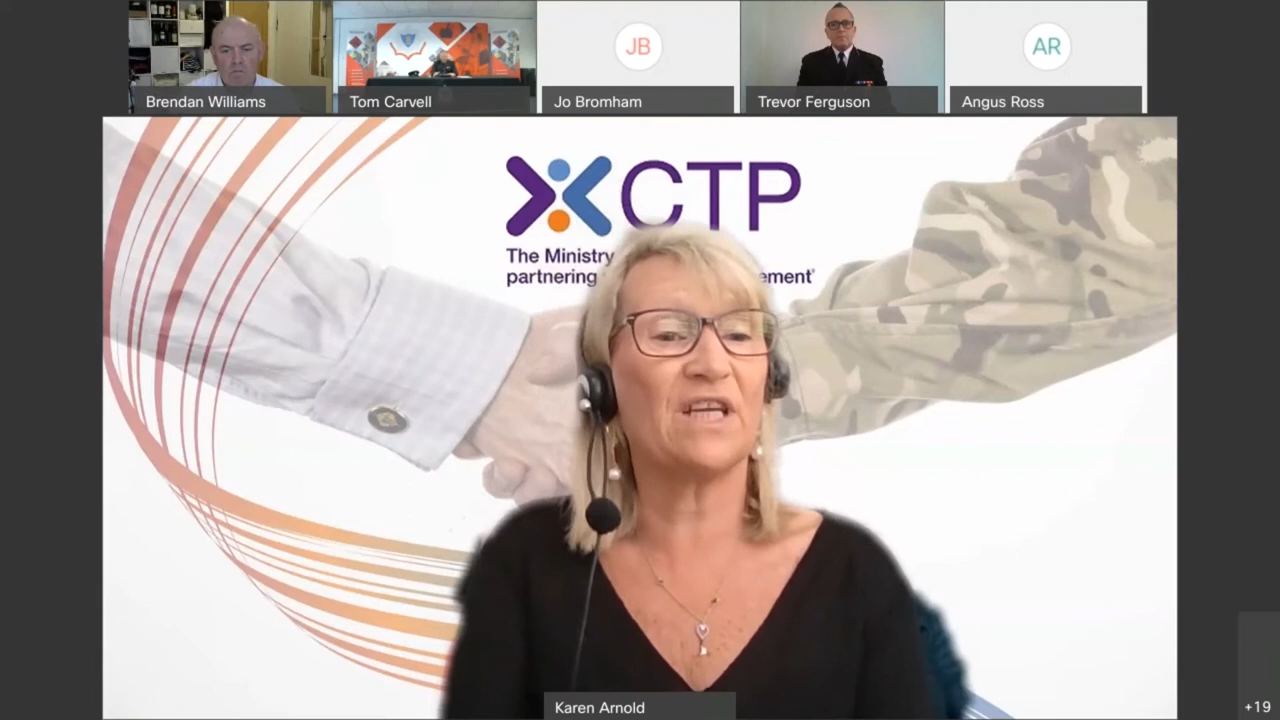 JB
AR
Brendan Williams
Tom Carvell
Jo Bromham
Trevor Ferguson
Angus Ross
CTP
The Ministry
partnering ement
Karen Arnold
+19